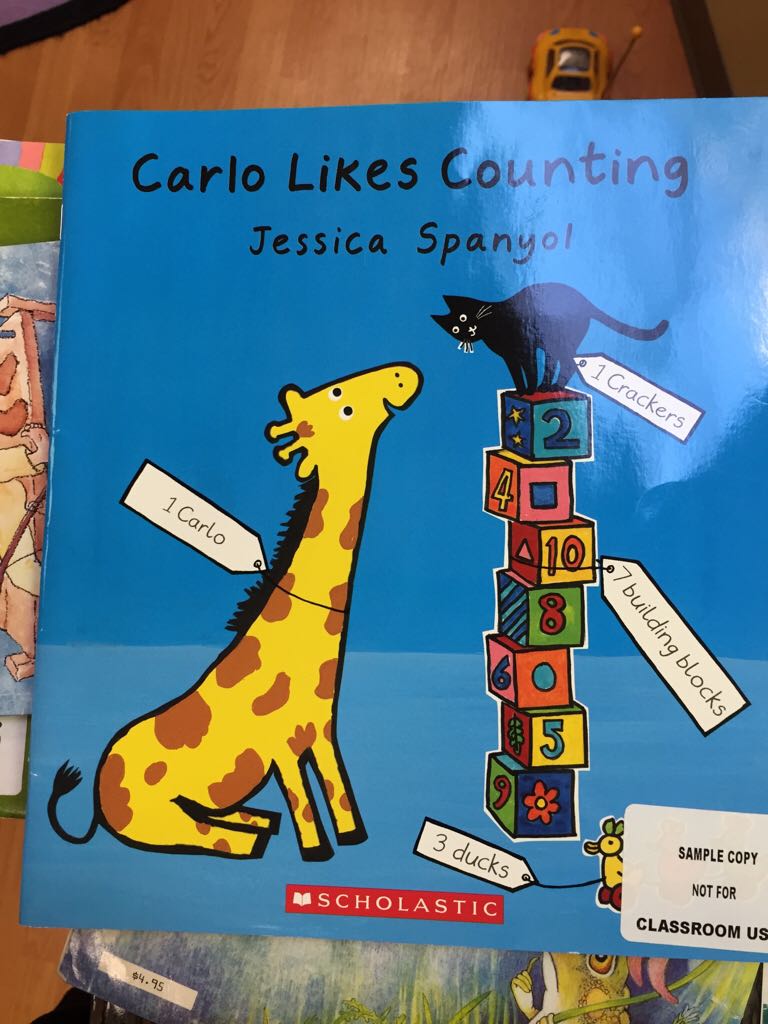 Carlo Likes Counting
Jessica Spanyol
1 Crackers
2
4
1 Carlo
10
7 building blocks
8
6
5
9
3 ducks
SCHOLASTIC
SAMPLE COPY
NOT FOR
CLASSROOM US
$4.95